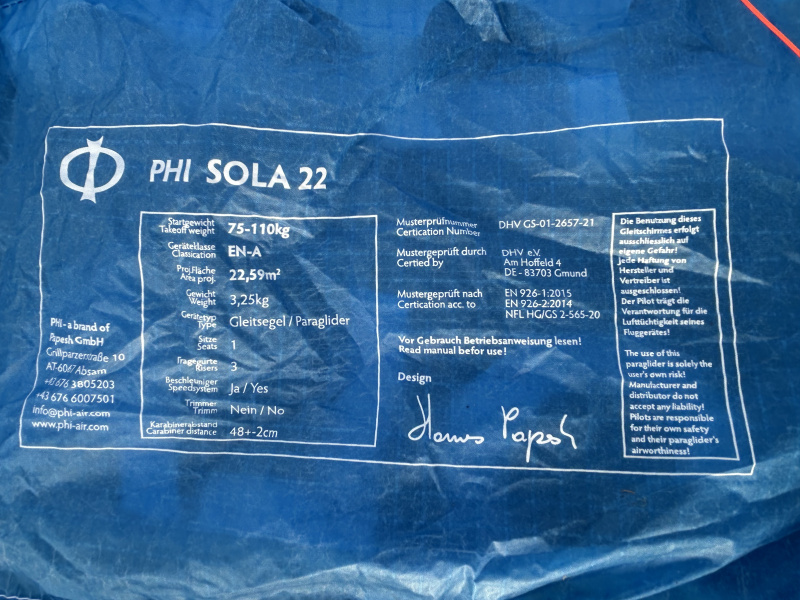 PHI SOLA 22
Startgewicht
Takeoff weight
75-110kg
Geräteklasse
Classication
EN-A
Proj.Fläche
Area proj.
22,59m²
Gewicht
Weight
3,25kg
Gerätetyp
Type
Gleitsegel / Paraglider
Sitze
Seats
1
Tragegurte
Risers
3
Beschleuniger
Speedsystem
Ja / Yes
Trimmer
Trimm
Nein / No
Karabinerabstand
Carabiner distance
48+-2cm
Phi - a brand of
Papesh GmbH
Grillparzerstraße 10
AT-6067 Absam
+43 676 3805203
+43 676 6007501
info@phi-air.com
www.phi-air.com
Musterprüfnummer
Certication Number
DHV GS-01-2657-21
Mustergeprüft durch
Certied by
DHV e.V.
Am Hoffeld 4
DE - 83703 Gmund
Mustergeprüft nach
Certication acc. to
EN 926-1:2015
EN 926-2:2014
NFL HG/GS 2-565-20
Vor Gebrauch Betriebsanweisung lesen!
Read manual befor use!
Design
Hannes Papesh
Die Benutzung dieses
Gleitschirmes erfolgt
ausschliesslich auf
eigene Gefahr!
Jede Haftung von
Hersteller und
Vertreiber ist
ausgeschlossen!
Der Pilot trägt die
Verantwortung für die
Lufttüchtigkeit seines
Fluggerätes!
The use of this
paraglider is solely the
user's own risk!
Manufacturer and
distributor do not
accept any liability!
Pilots are responsible
for their own safety
and their paraglider's
airworthiness!